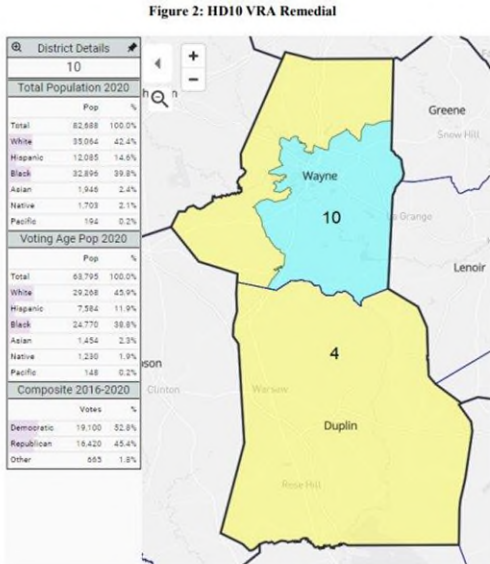 Figure 2: HD10 VRA Remedial
District Details
10
Total Population 2020
Pop %
Total 82,688 100.0%
White 35,064 42.4%
Hispanic 12,085 14.6%
Black 32,896 39.8%
Asian 1,946 2.4%
Native 1,703 2.1%
Pacific 194 0.2%
Voting Age Pop 2020
Pop %
Total 63,795 100.0%
White 29,268 45.9%
Hispanic 7,584 11.9%
Black 24,770 38.8%
Asian 1,454 2.3%
Native 1,230 1.9%
Pacific 148 0.2%
Composite 2016-2020
Votes %
Democratic 19,100 52.8%
Republican 16,420 45.4%
Other 665 1.8%
+
−
Greene
Snow Hill
Wayne
10
La Grange
Lenoir
son
Clinton
4
Warsaw
Duplin
Rose Hill